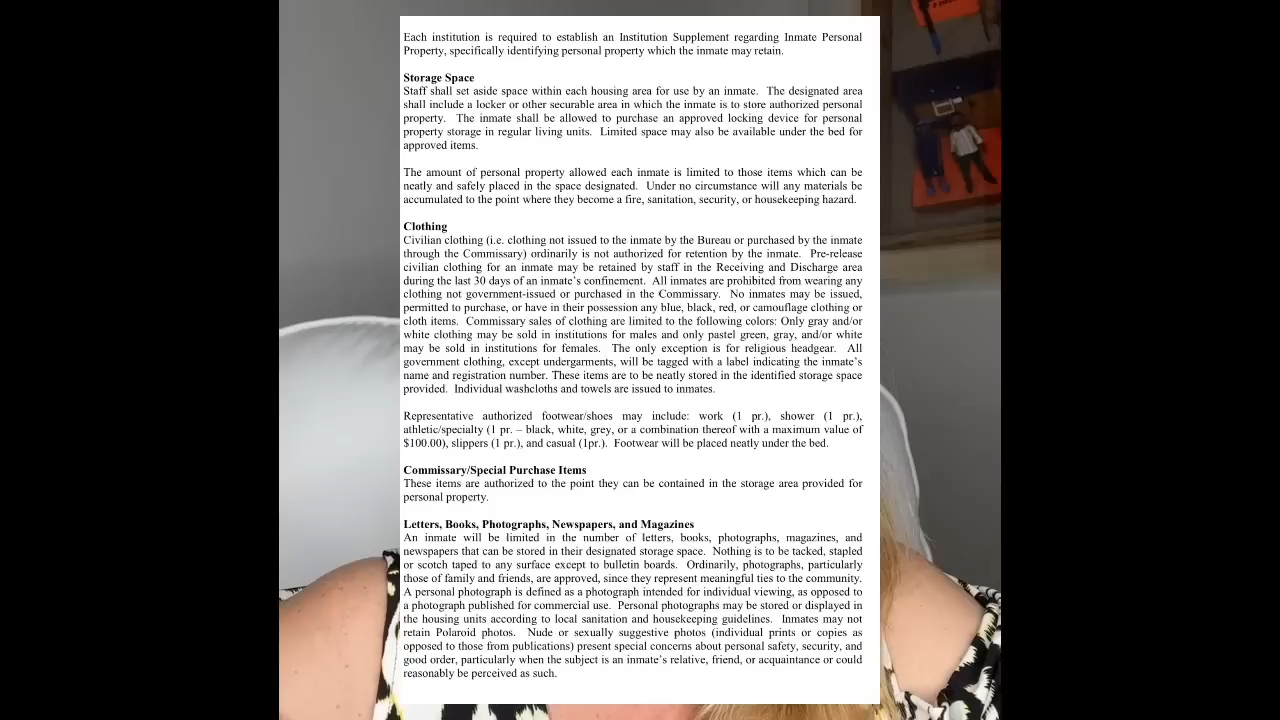 Each institution is required to establish an Institution Supplement regarding Inmate Personal
Property, specifically identifying personal property which the inmate may retain.
Storage Space
Staff shall set aside space within each housing area for use by an inmate. The designated area
shall include a locker or other securable area in which the inmate is to store authorized personal
property. The inmate shall be allowed to purchase an approved locking device for personal
property storage in regular living units. Limited space may also be available under the bed for
approved items.
The amount of personal property allowed each inmate is limited to those items which can be
neatly and safely placed in the space designated. Under no circumstance will any materials be
accumulated to the point where they become a fire, sanitation, security, or housekeeping hazard.
Clothing
Civilian clothing (i.e. clothing not issued to the inmate by the Bureau or purchased by the inmate
through the Commissary) ordinarily is not authorized for retention by the inmate. Pre-release
civilian clothing for an inmate may be retained by staff in the Receiving and Discharge area
during the last 30 days of an inmate's confinement. All inmates are prohibited from wearing any
clothing not government-issued or purchased in the Commissary. No inmates may be issued,
permitted to purchase, or have in their possession any blue, black, red, or camouflage clothing or
cloth items. Commissary sales of clothing are limited to the following colors: Only gray and/or
white clothing may be sold in institutions for males and only pastel green, gray, and/or white
may be sold in institutions for females. The only exception is for religious headgear. All
government clothing, except undergarments, will be tagged with a label indicating the inmate's
name and registration number. These items are to be neatly stored in the identified storage space
provided. Individual washcloths and towels are issued to inmates.
Representative authorized footwear/shoes may include: work (1 pr.), shower (1 pr.),
athletic/specialty (1 pr. – black, white, grey, or a combination thereof with a maximum value of
$100.00), slippers (1 pr.), and casual (1pr.). Footwear will be placed neatly under the bed.
Commissary/Special Purchase Items
These items are authorized to the point they can be contained in the storage area provided for
personal property.
Letters, Books, Photographs, Newspapers, and Magazines
An inmate will be limited in the number of letters, books, photographs, magazines, and
newspapers that can be stored in their designated storage space. Nothing is to be tacked, stapled
or scotch taped to any surface except to bulletin boards. Ordinarily, photographs, particularly
those of family and friends, are approved, since they represent meaningful ties to the community.
A personal photograph is defined as a photograph intended for individual viewing, as opposed to
a photograph published for commercial use. Personal photographs may be stored or displayed in
the housing units according to local sanitation and housekeeping guidelines. Inmates may not
retain Polaroid photos. Nude or sexually suggestive photos (individual prints or copies as
opposed to those from publications) present special concerns about personal safety, security, and
good order, particularly when the subject is an inmate's relative, friend, or acquaintance or could
reasonably be perceived as such.